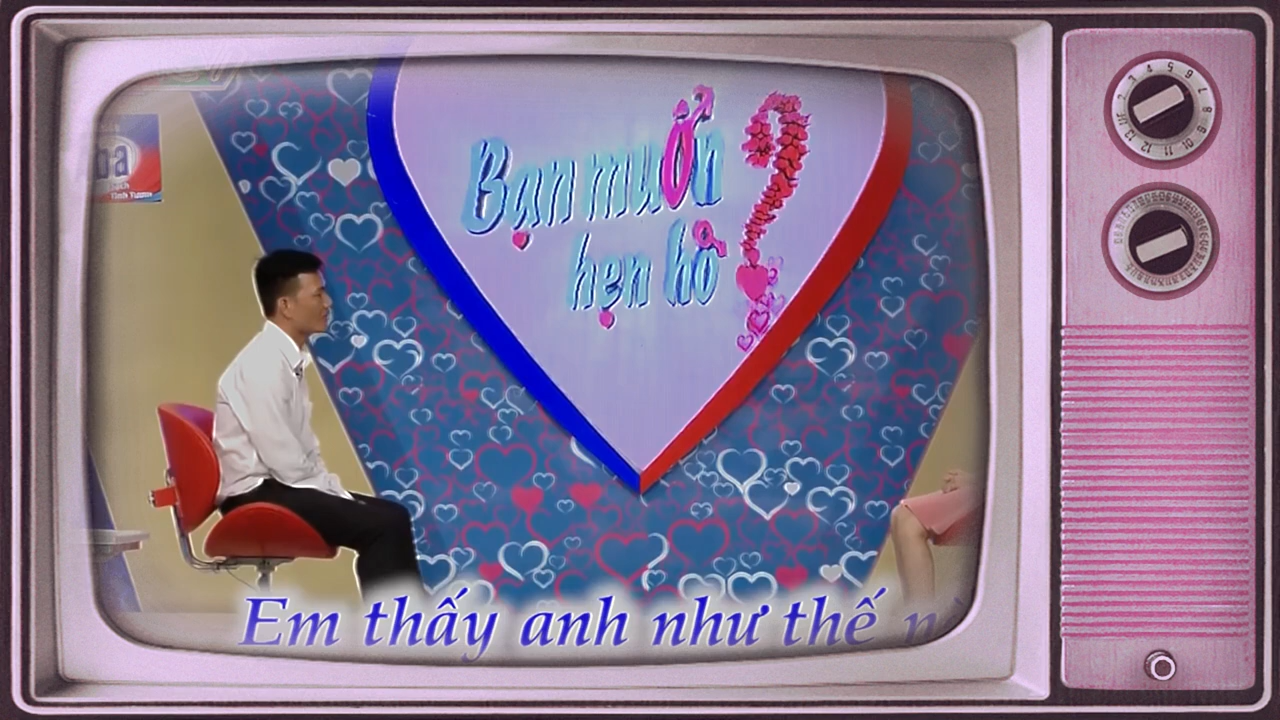 Bạn muốn
hẹn hò
?
Em thấy anh như thế